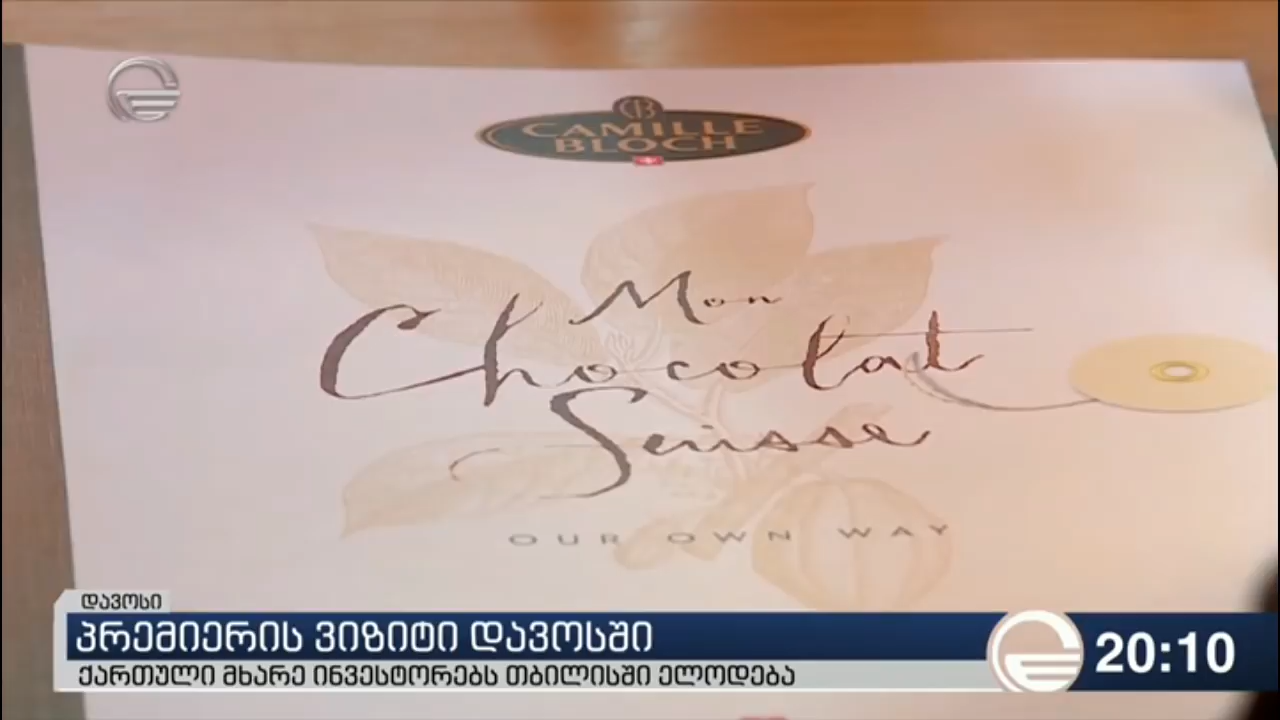 CB
CAMILLE
BLOCH
Mon
Chocolat
Suisse
OUR OWN WAY
ᲓᲐᲕᲝᲡᲘ
ᲞᲠᲔᲛᲘᲔᲠᲘᲡ ᲕᲘᲖᲘᲢᲘ ᲓᲐᲕᲝᲡᲨᲘ
ᲥᲐᲠᲗᲣᲚᲘ ᲛᲮᲐᲠᲔ ᲘᲜᲕᲔᲡᲢᲝᲠᲔᲑᲡ ᲗᲑᲘᲚᲘᲡᲨᲘ ᲔᲚᲝᲓᲔᲑᲐ
20:10